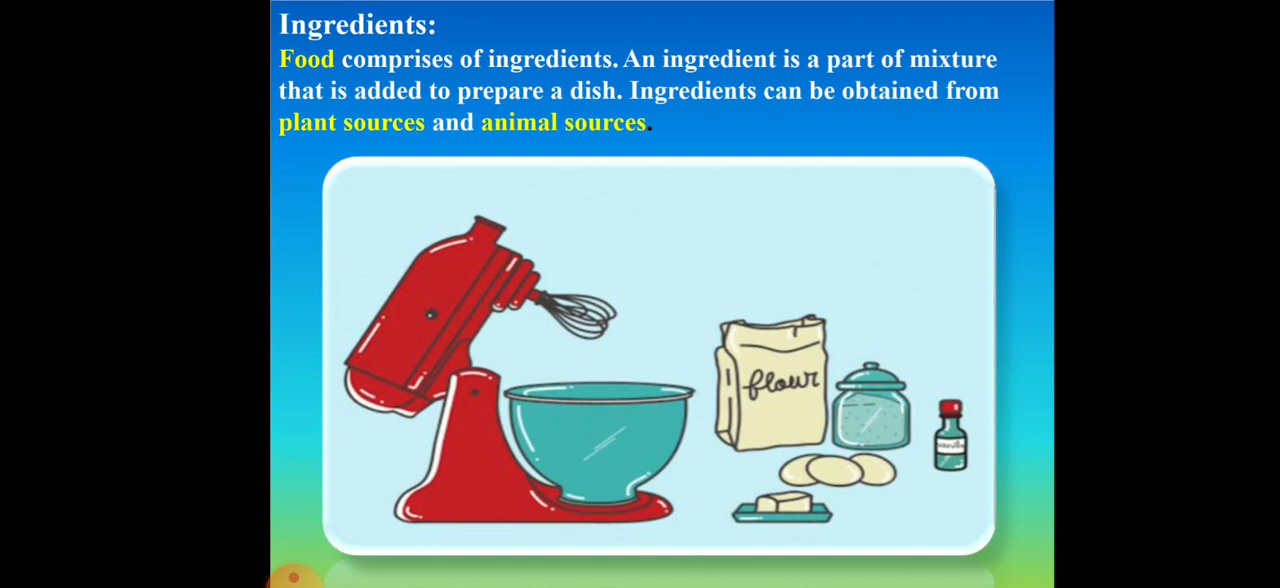 Ingredients:
Food comprises of ingredients. An ingredient is a part of mixture
that is added to prepare a dish. Ingredients can be obtained from
plant sources and animal sources.
flour